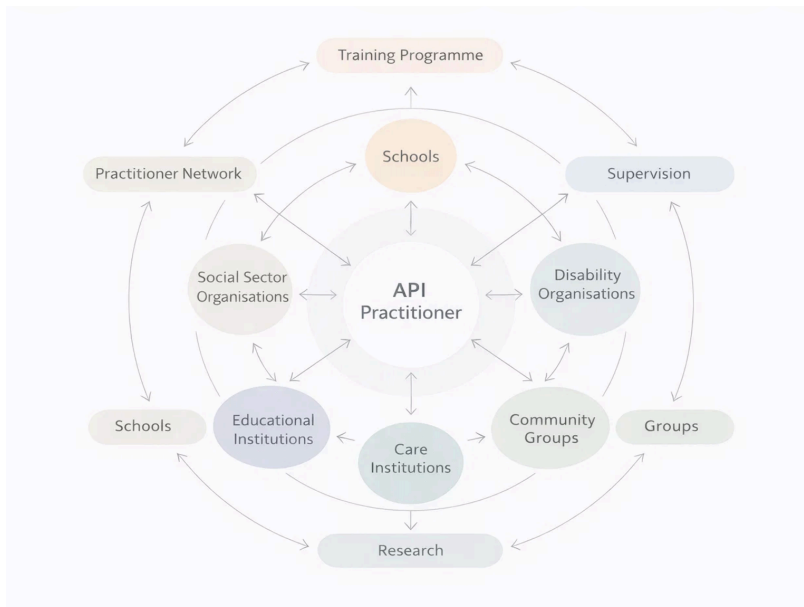 Training Programme
Schools
Practitioner Network
Supervision
Social Sector
Organisations
API
Practitioner
Disability
Organisations
Schools
Educational
Institutions
Care
Institutions
Community
Groups
Groups
Research